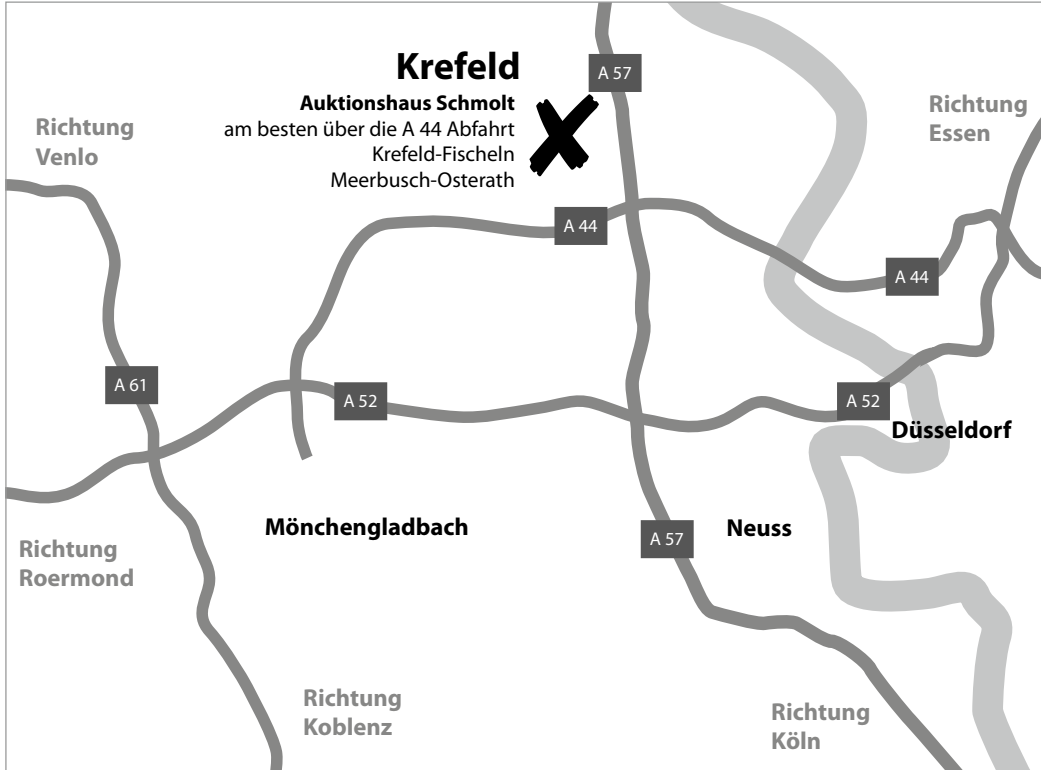 Krefeld
Auktionshaus Schmolt
am besten über die A 44 Abfahrt
Krefeld-Fischeln
Meerbusch-Osterath
A 57
Richtung
Essen
Richtung
Venlo
A 44
A 44
A 61
A 52
A 52
Düsseldorf
Mönchengladbach
Neuss
A 57
Richtung
Roermond
Richtung
Koblenz
Richtung
Köln